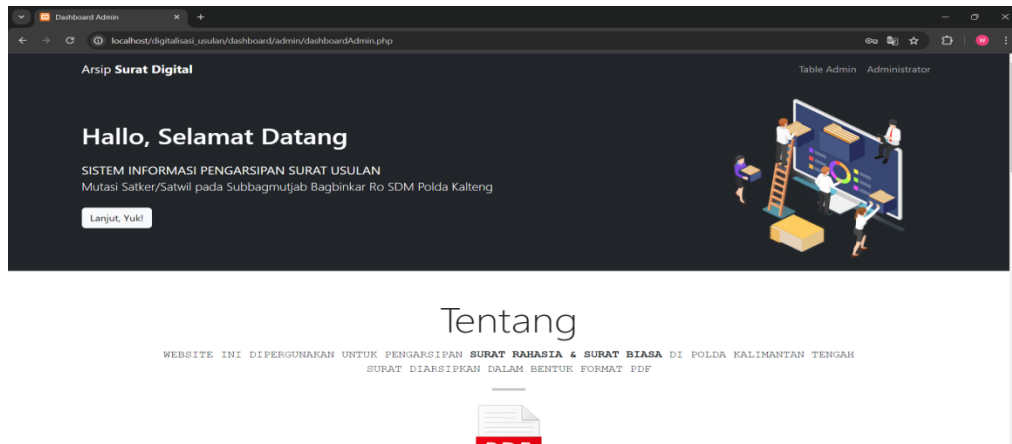 Dashboard Admin
localhost/digitalisasi_usulan/dashboard/admin/dashboardAdmin.php
W
Arsip Surat Digital
Table Admin Administrator
Hallo, Selamat Datang
SISTEM INFORMASI PENGARSIPAN SURAT USULAN
Mutasi Satker/Satwil pada Subbagmutjab Bagbinkar Ro SDM Polda Kalteng
Lanjut, Yuk!
Tentang
WEBSITE INI DIPERGUNAKAN UNTUK PENGARSIPAN SURAT RAHASIA & SURAT BIASA DI POLDA KALIMANTAN TENGAH
SURAT DIARSIPKAN DALAM BENTUK FORMAT PDF
PDF